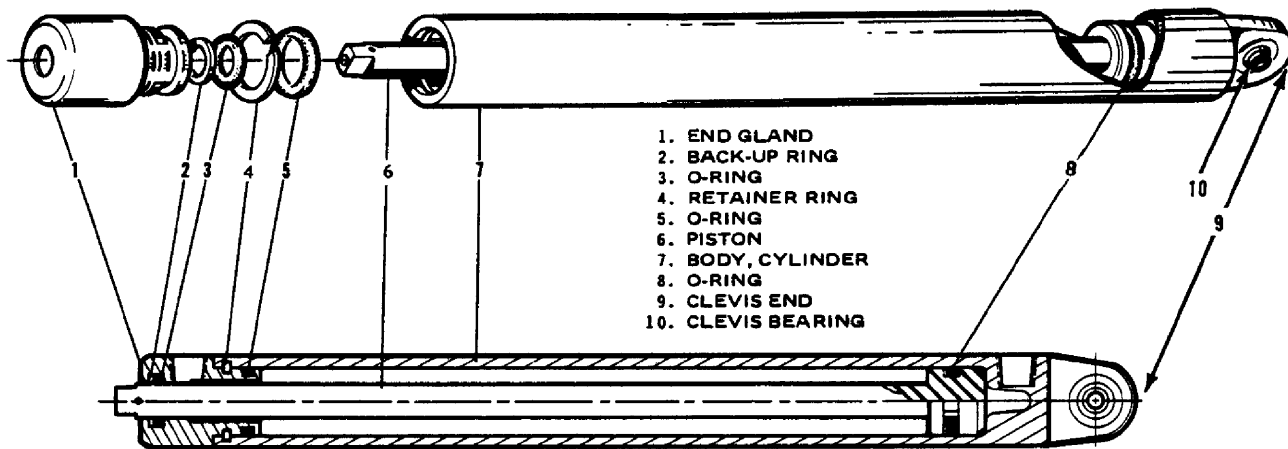 1
2
3
4
5
6
7
8
10
9
1. END GLAND
2. BACK-UP RING
3. O-RING
4. RETAINER RING
5. O-RING
6. PISTON
7. BODY, CYLINDER
8. O-RING
9. CLEVIS END
10. CLEVIS BEARING